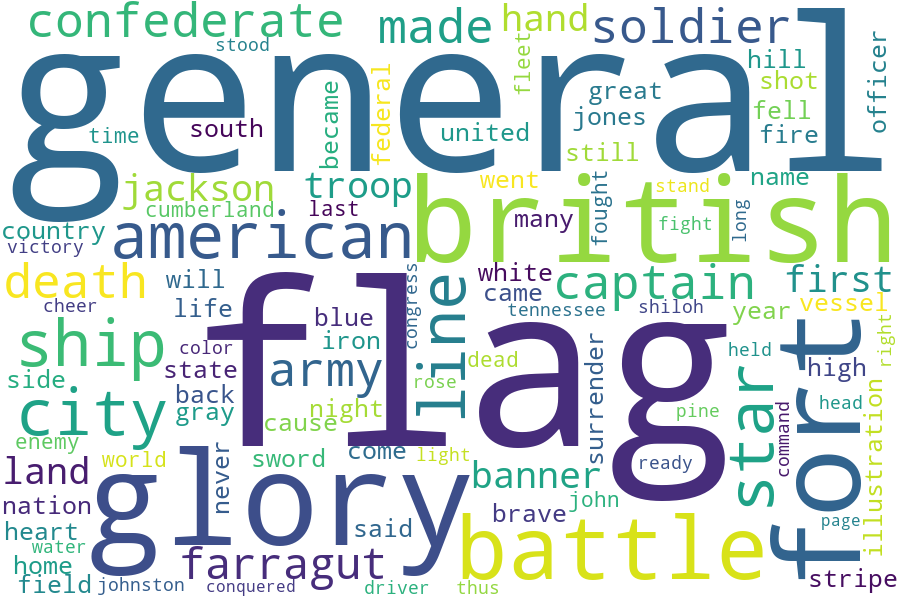 confederate
made
hand
soldier
general
stood
fleet
hill
officer
shot
time
south
became
federal
united
great
jones
fell
fire
still
jackson
troop
went
stand
name
cumberland
last
many
fought
fight
long
british
country
victory
american
death
will
white
captain
first
cheer
life
blue
congress
line
came
tennessee
shiloh
year
vessel
ship
color
iron
state
army
flag
dead
surrender
held
high
right
side
back
rose
start
fort
city
gray
cause
night
pine
command
head
illustration
enemy
land
world
never
sword
come
light
banner
ready
nation
glory
said
john
brave
battle
page
heart
water
home
field
johnston
farragut
conquered
driver
thus
stripe